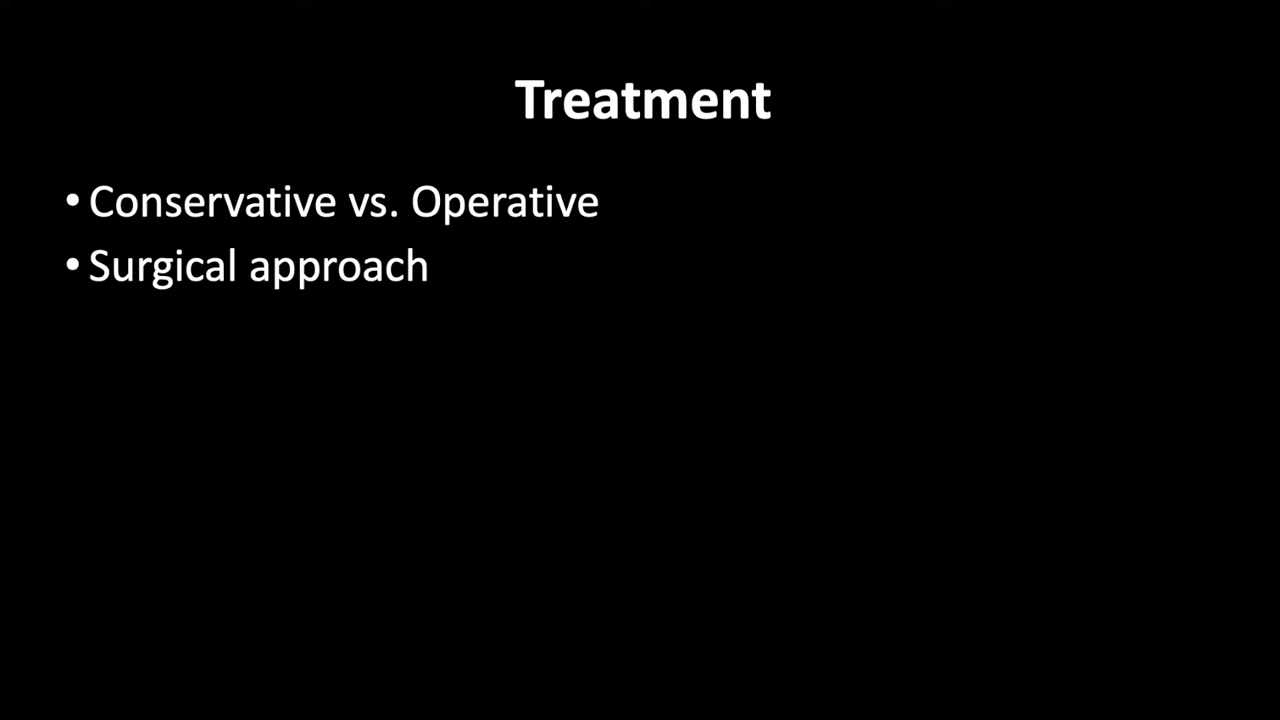 Treatment
• Conservative vs. Operative
• Surgical approach